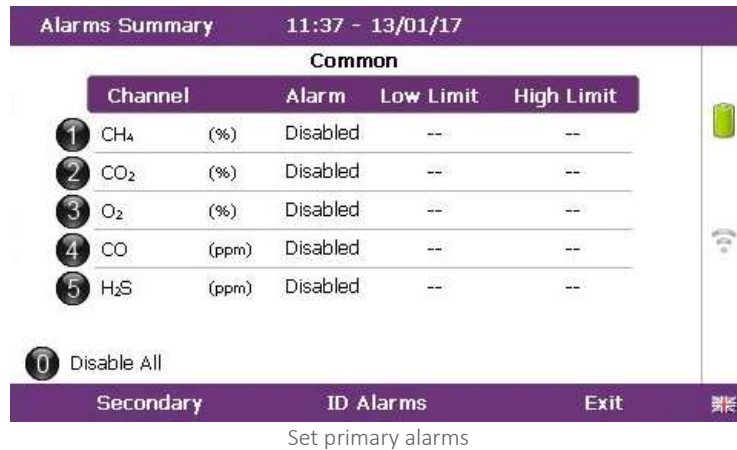 Alarms Summary 11:37 - 13/01/17
Common
Channel Alarm Low Limit High Limit
1 CH₄ (%) Disabled -- --
2 CO₂ (%) Disabled -- --
3 O₂ (%) Disabled -- --
4 CO (ppm) Disabled -- --
5 H₂S (ppm) Disabled -- --
0 Disable All
Secondary ID Alarms Exit
Set primary alarms